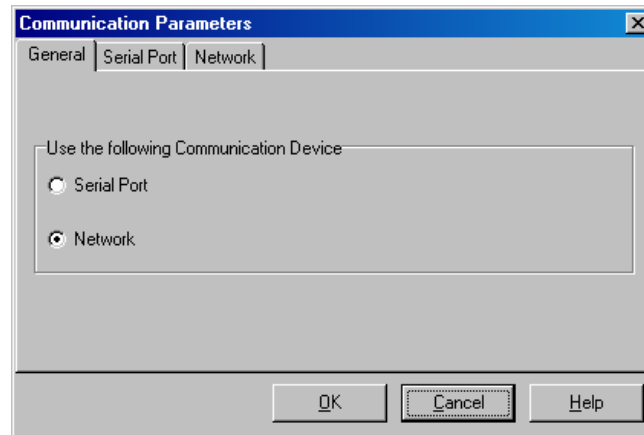 Communication Parameters
General Serial Port Network
Use the following Communication Device
Serial Port
Network
OK Cancel Help